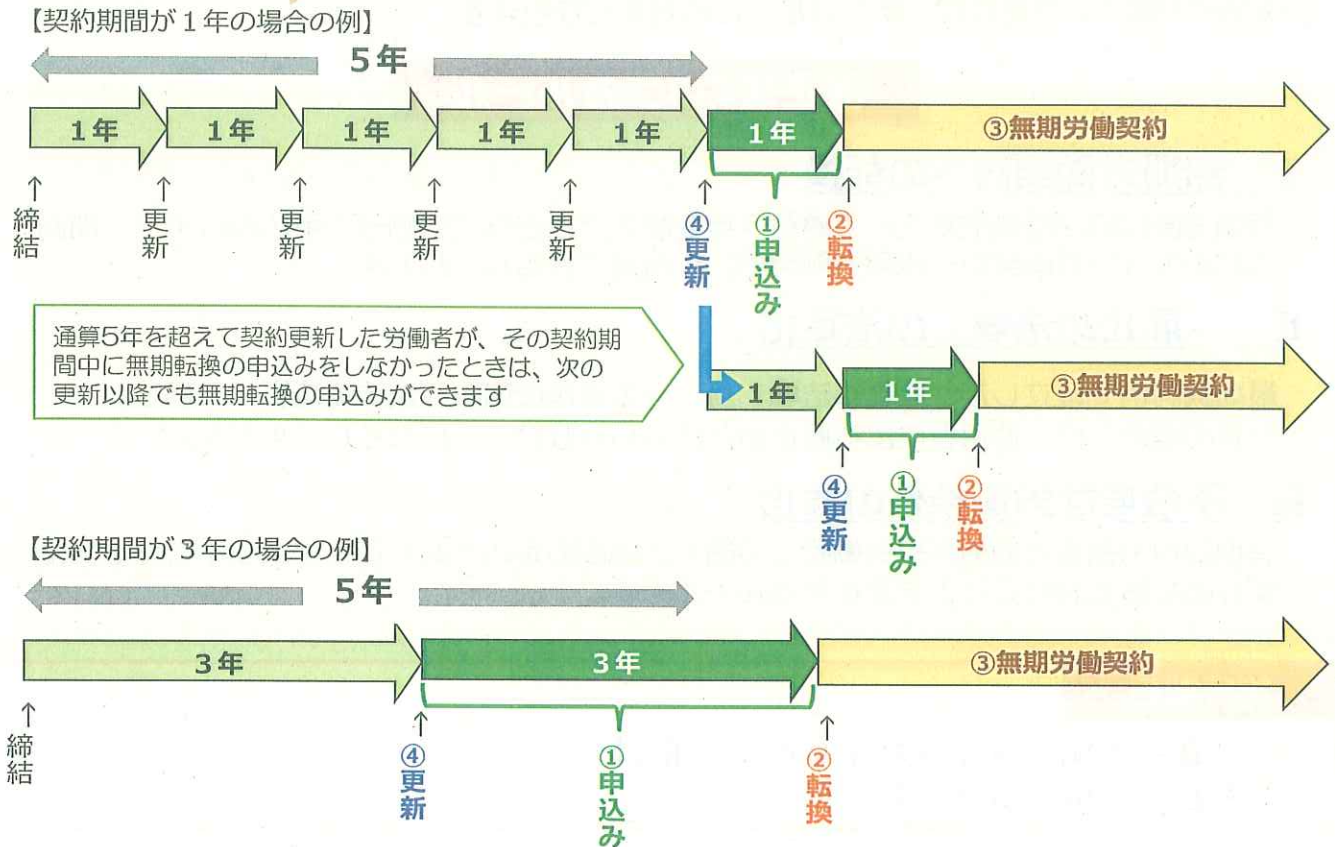 【契約期間が１年の場合の例】
５年
１年 １年 １年 １年 １年 １年 ③無期労働契約
締結 更新 更新 更新 更新 ④更新 ①申込み ②転換
通算5年を超えて契約更新した労働者が、その契約期
間中に無期転換の申込みをしなかったときは、次の
更新以降でも無期転換の申込みができます
１年 １年 ③無期労働契約
④更新 ①申込み ②転換
【契約期間が３年の場合の例】
５年
３年 ３年 ③無期労働契約
締結 ④更新 ①申込み ②転換